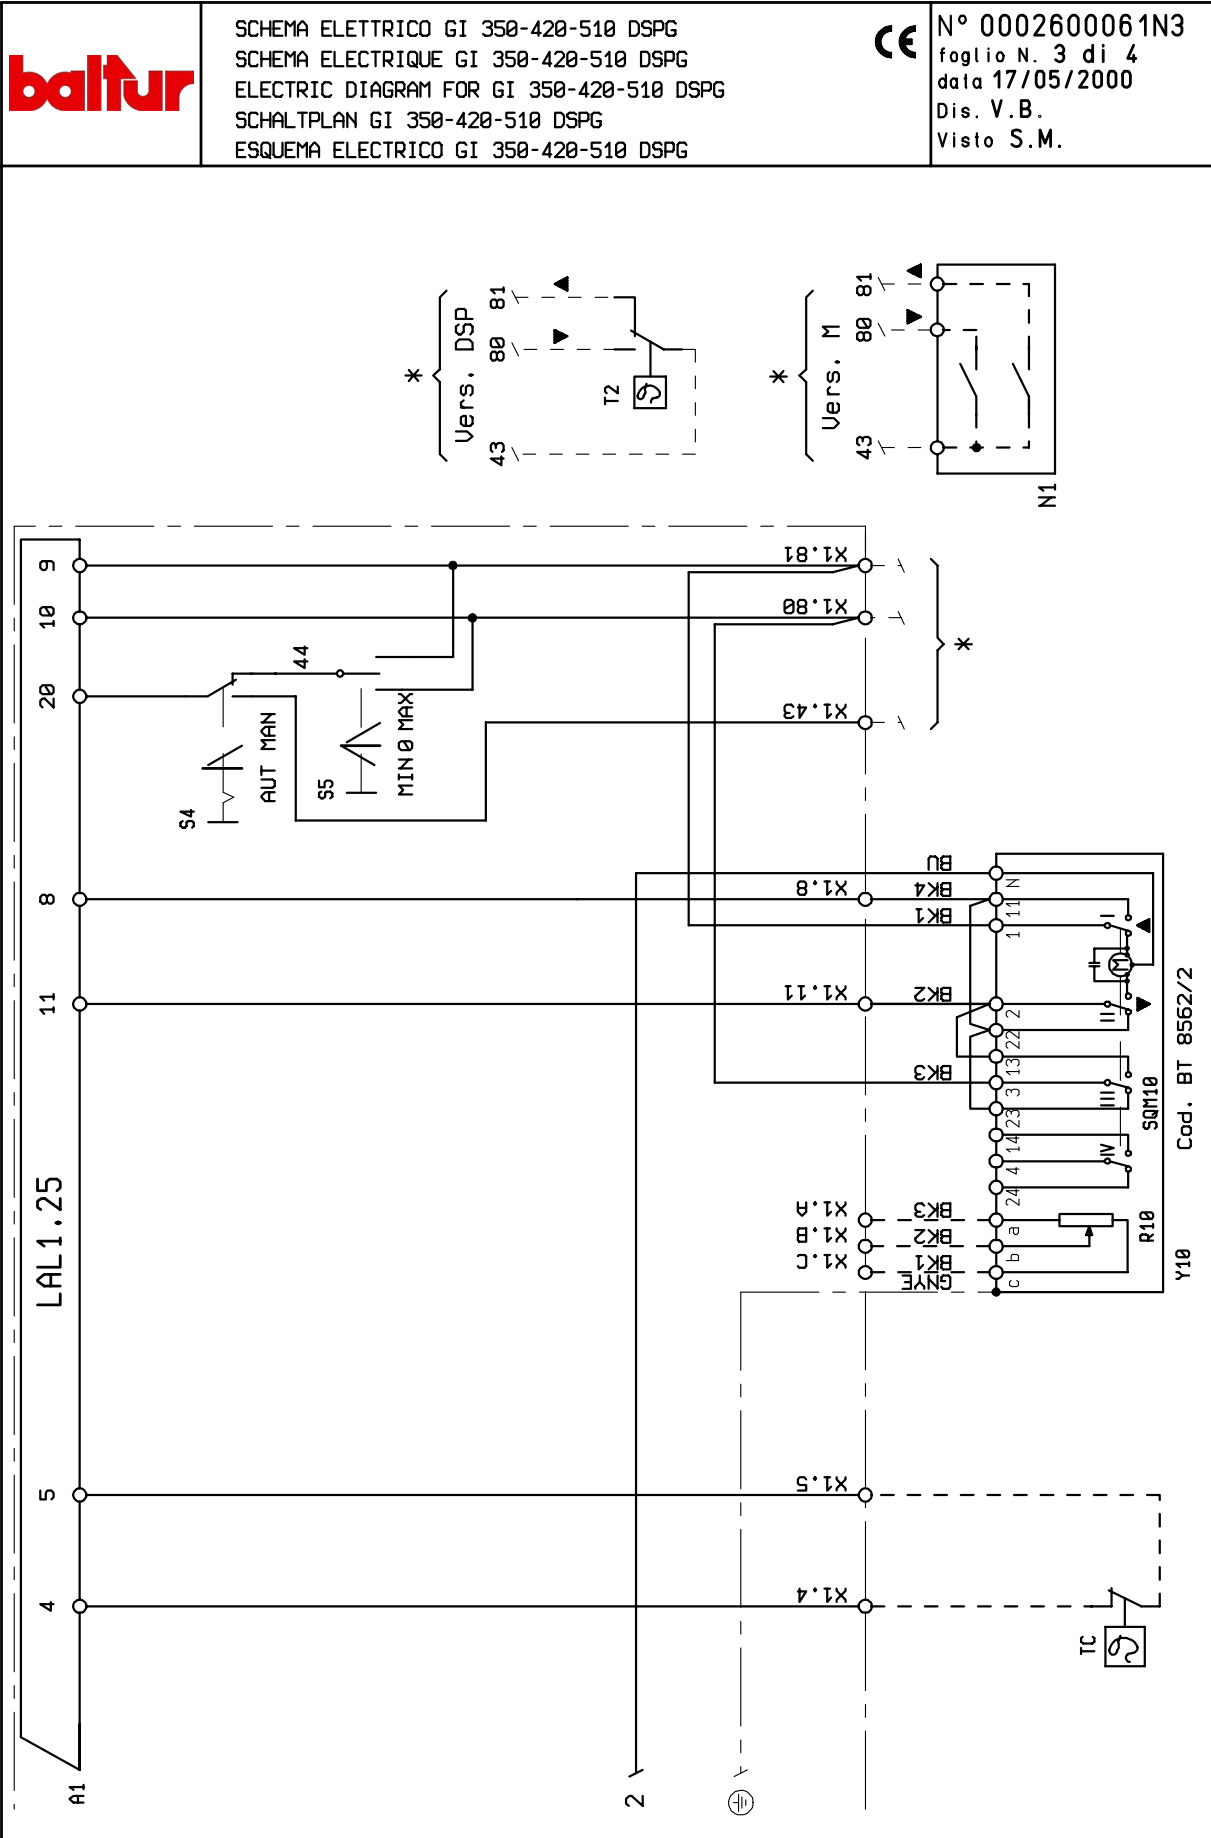 baltur
SCHEMA ELETTRICO GI 350-420-510 DSPG
SCHEMA ELECTRIQUE GI 350-420-510 DSPG
ELECTRIC DIAGRAM FOR GI 350-420-510 DSPG
SCHALTPLAN GI 350-420-510 DSPG
ESQUEMA ELECTRICO GI 350-420-510 DSPG
CE
N° 0002600061N3
foglio N. 3 di 4
data 17/05/2000
Dis. V.B.
Visto S.M.
*
Vers. DSP
81
80
43
T2
*
Vers. M
81
80
43
N1
9
10
20
8
11
LAL1.25
5
4
A1
44
S4
AUT MAN
S5
MIN 0 MAX
X1.81
X1.80
X1.43
*
X1.8
X1.11
X1.A
X1.B
X1.C
X1.5
X1.4
BU
BK4
BK1
BK2
BK3
BK3
BK2
BK1
GNYE
N
11
1
2
22
13
3
23
14
4
24
a
b
c
I
M
II
III
IV
SQM10
R10
Y10
Cod. BT 8562/2
TC
2